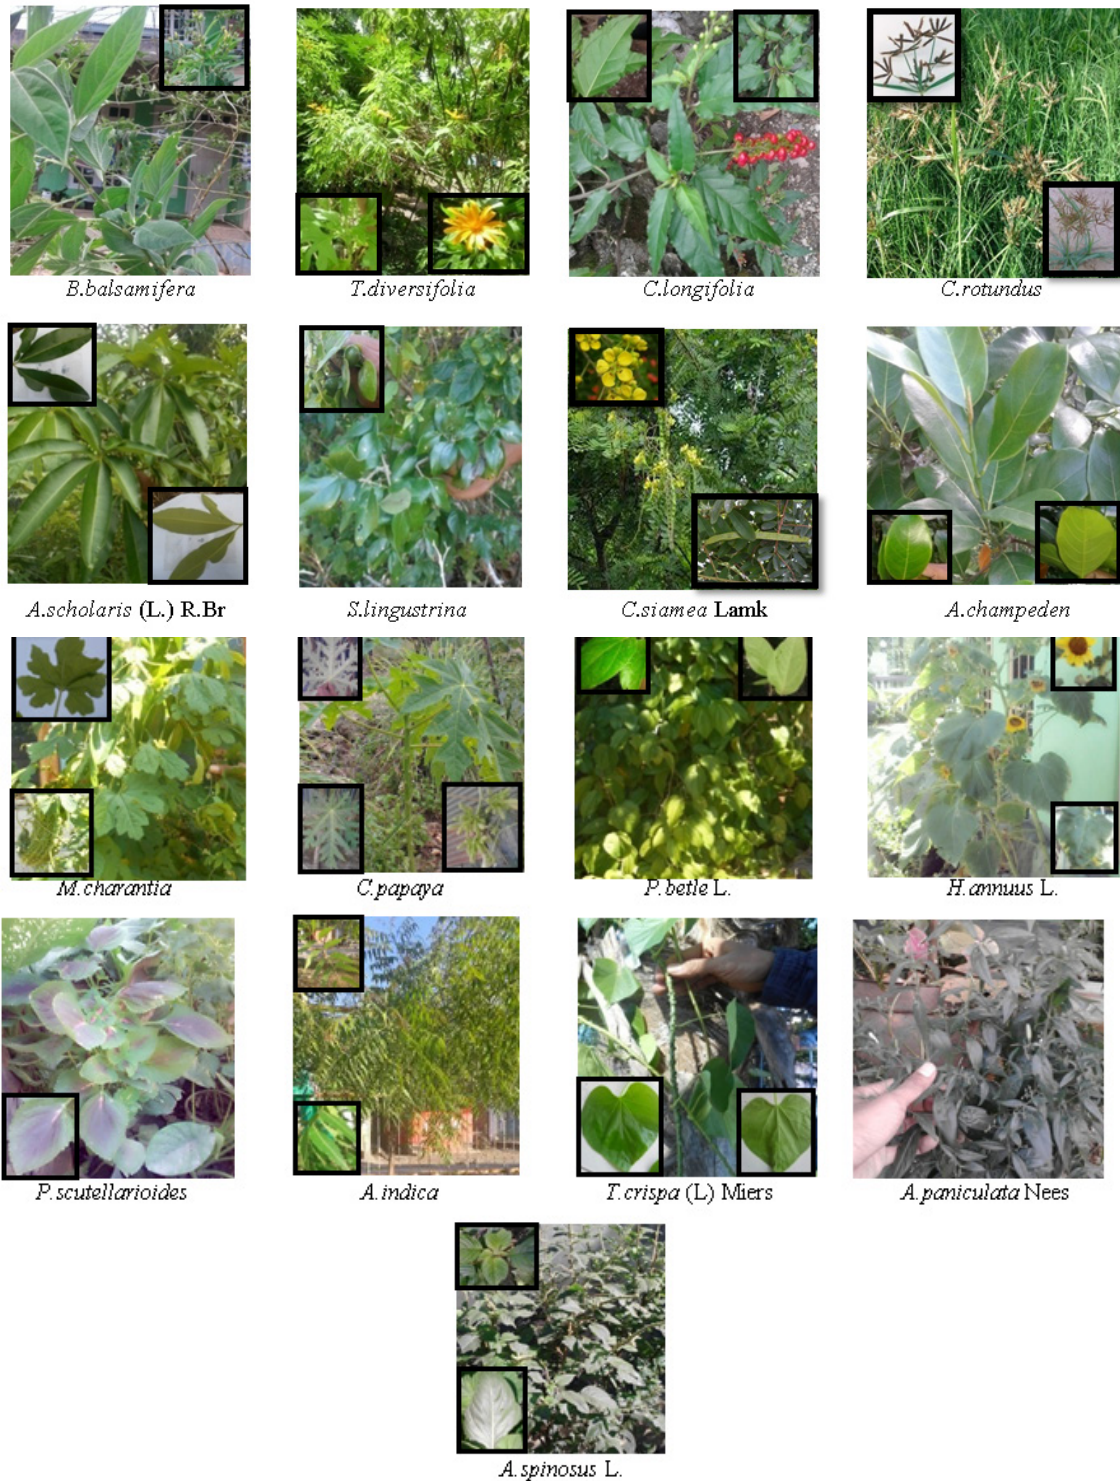 B.balsamifera
T.diversifolia
C.longifolia
C.rotundus
A.scholaris (L.) R.Br
S.lingustrina
C.siamea Lamk
A.champeden
M.charantia
C.papaya
P.betle L.
H.annuus L.
P.scutellarioides
A.indica
T.crispa (L) Miers
A.paniculata Nees
A.spinosus L.